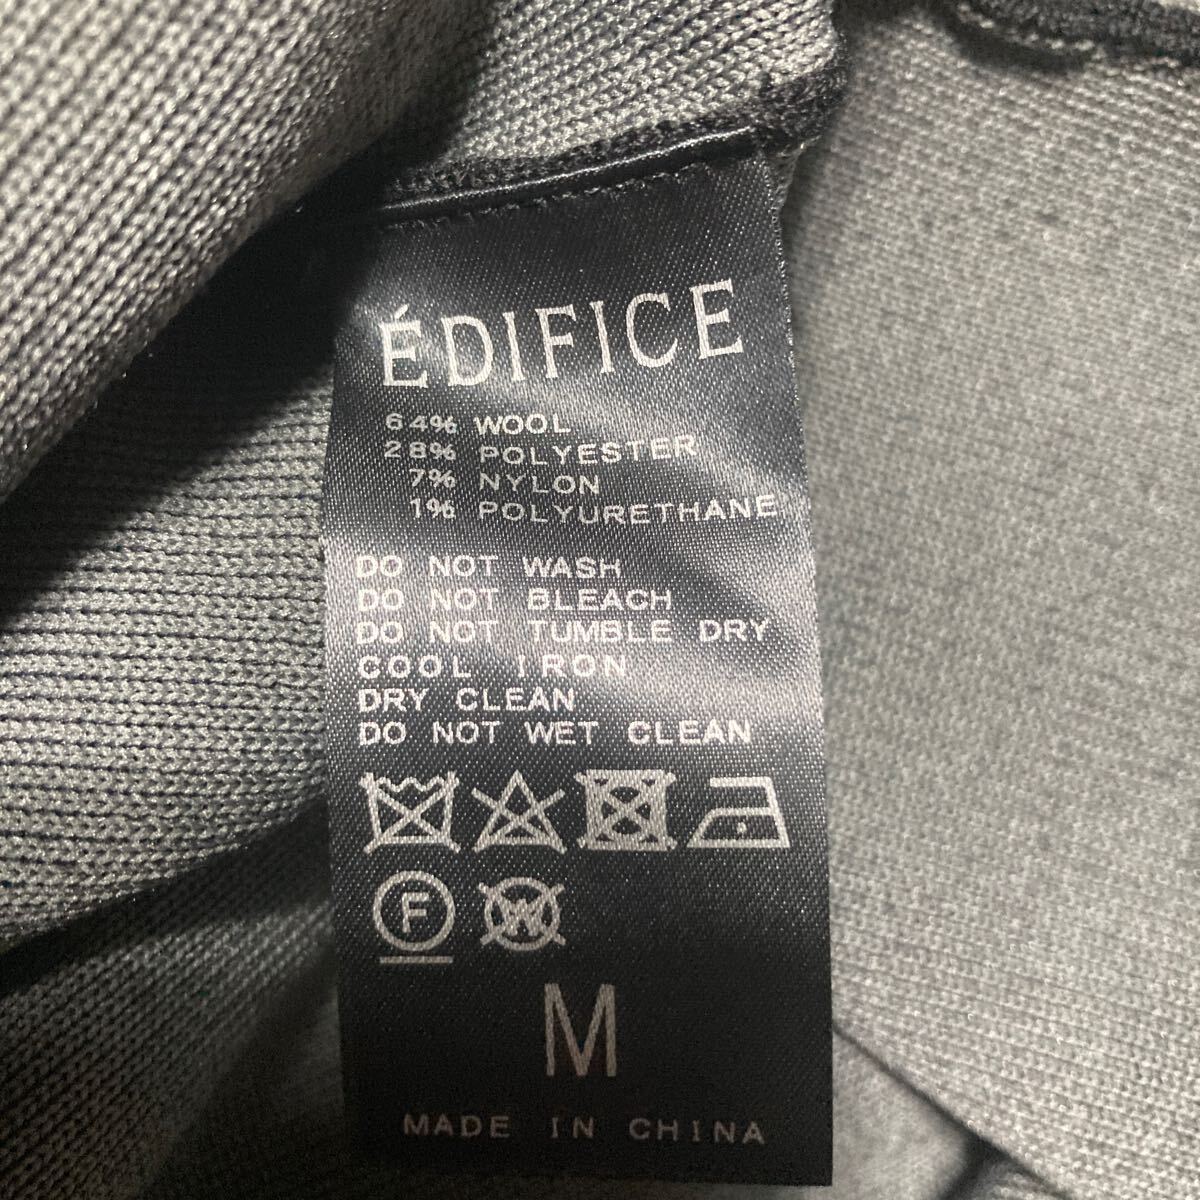 ÉDIFICE
64% WOOL
28% POLYESTER
7% NYLON
1% POLYURETHANE
DO NOT WASH
DO NOT BLEACH
DO NOT TUMBLE DRY
COOL IRON
DRY CLEAN
DO NOT WET CLEAN
F W
M
MADE IN CHINA